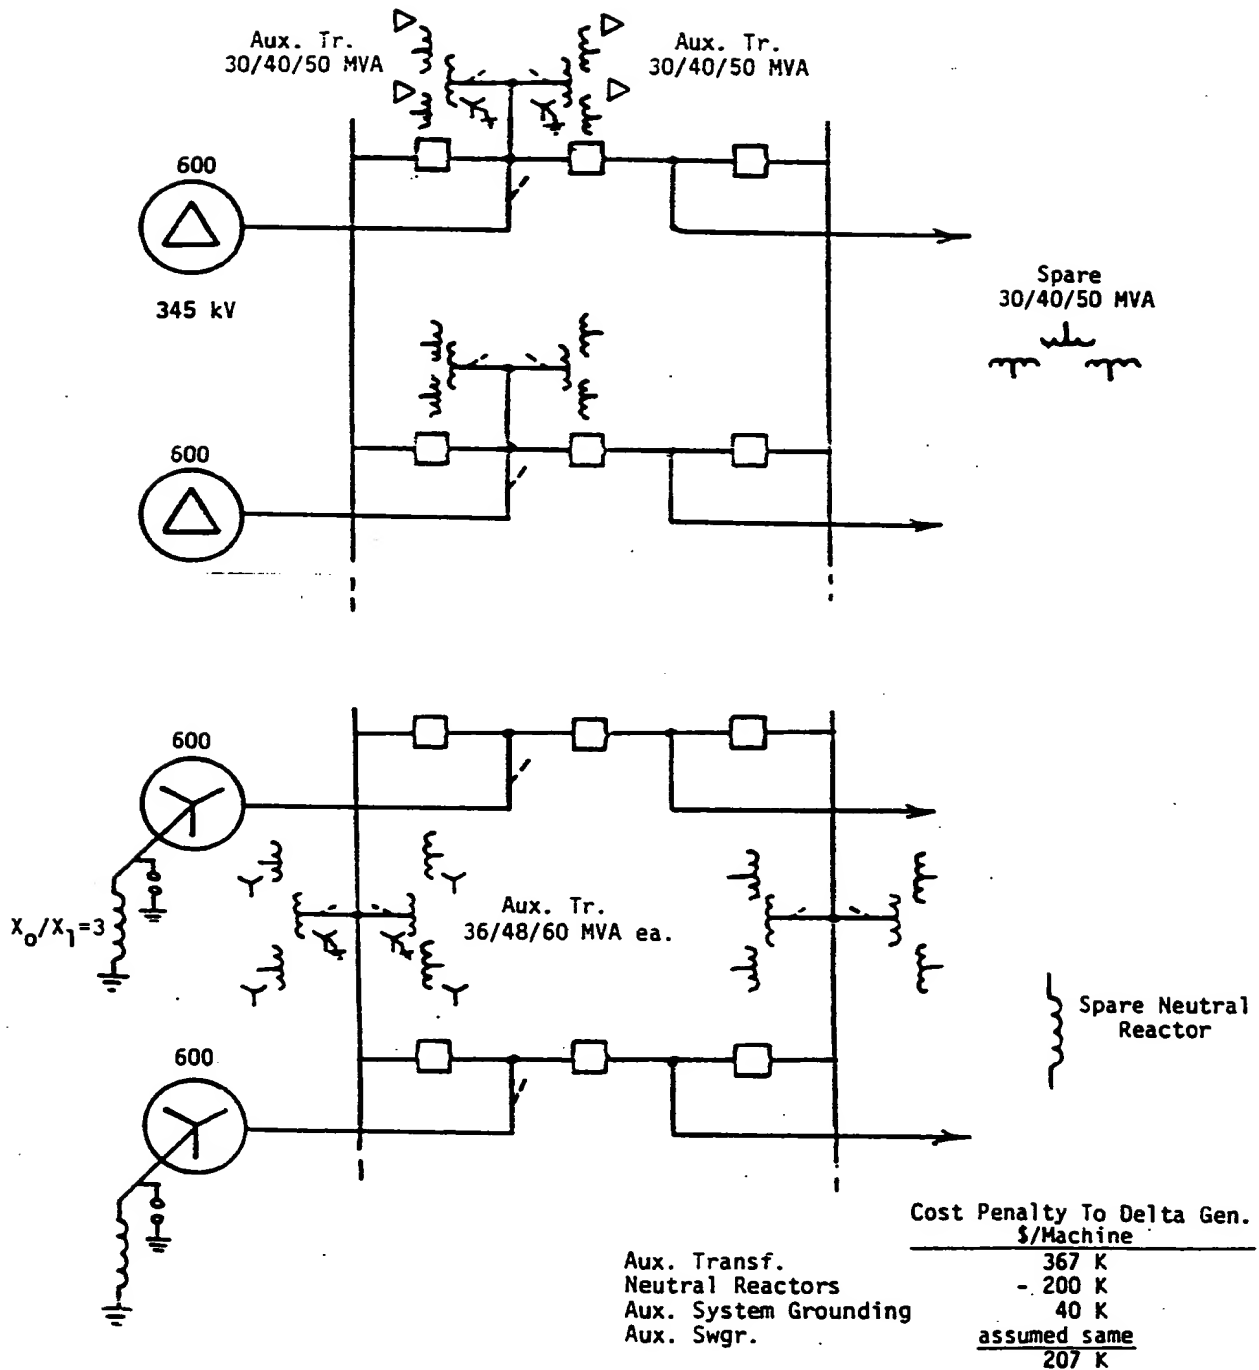 Aux. Tr.
30/40/50 MVA
Aux. Tr.
30/40/50 MVA
600
345 kV
Spare
30/40/50 MVA
600
600
X₀/X₁=3
Aux. Tr.
36/48/60 MVA ea.
Spare Neutral
Reactor
600
Cost Penalty To Delta Gen.
$/Machine
Aux. Transf. 367 K
Neutral Reactors - 200 K
Aux. System Grounding 40 K
Aux. Swgr. assumed same
207 K